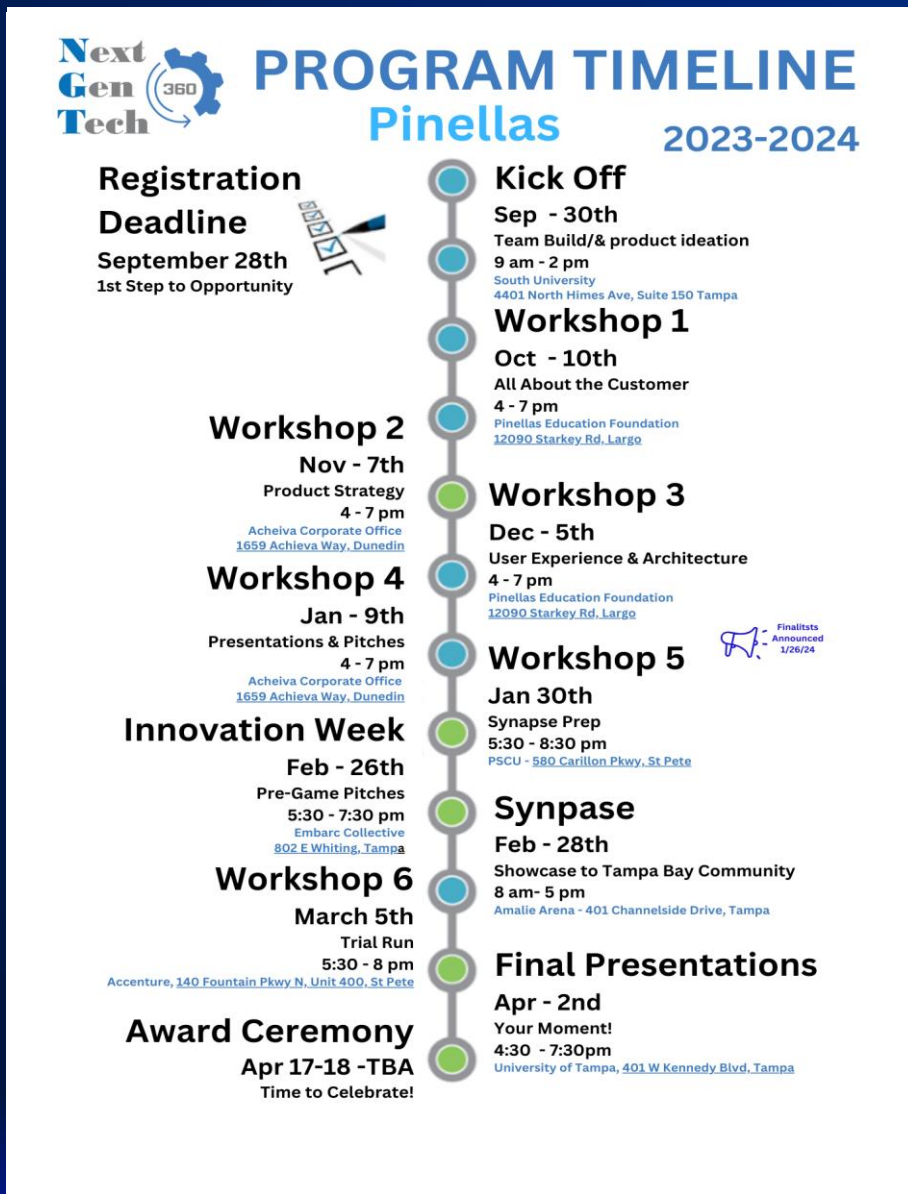 Next
Gen
Tech
360
PROGRAM TIMELINE
Pinellas
2023-2024
Registration
Deadline
September 28th
1st Step to Opportunity
Kick Off
Sep - 30th
Team Build/& product ideation
9 am - 2 pm
South University
4401 North Himes Ave, Suite 150 Tampa
Workshop 1
Oct - 10th
All About the Customer
4 - 7 pm
Pinellas Education Foundation
12090 Starkey Rd, Largo
Workshop 2
Nov - 7th
Product Strategy
4 - 7 pm
Acheiva Corporate Office
1659 Achieva Way, Dunedin
Workshop 3
Dec - 5th
User Experience & Architecture
4 - 7 pm
Pinellas Education Foundation
12090 Starkey Rd, Largo
Workshop 4
Jan - 9th
Presentations & Pitches
4 - 7 pm
Acheiva Corporate Office
1659 Achieva Way, Dunedin
Finalitsts
Announced
1/26/24
Workshop 5
Jan 30th
Synapse Prep
5:30 - 8:30 pm
PSCU - 580 Carillon Pkwy, St Pete
Innovation Week
Feb - 26th
Pre-Game Pitches
5:30 - 7:30 pm
Embarc Collective
802 E Whiting, Tampa
Synpase
Feb - 28th
Showcase to Tampa Bay Community
8 am- 5 pm
Amalie Arena - 401 Channelside Drive, Tampa
Workshop 6
March 5th
Trial Run
5:30 - 8 pm
Accenture, 140 Fountain Pkwy N, Unit 400, St Pete
Final Presentations
Apr - 2nd
Your Moment!
4:30 - 7:30pm
University of Tampa, 401 W Kennedy Blvd, Tampa
Award Ceremony
Apr 17-18 -TBA
Time to Celebrate!